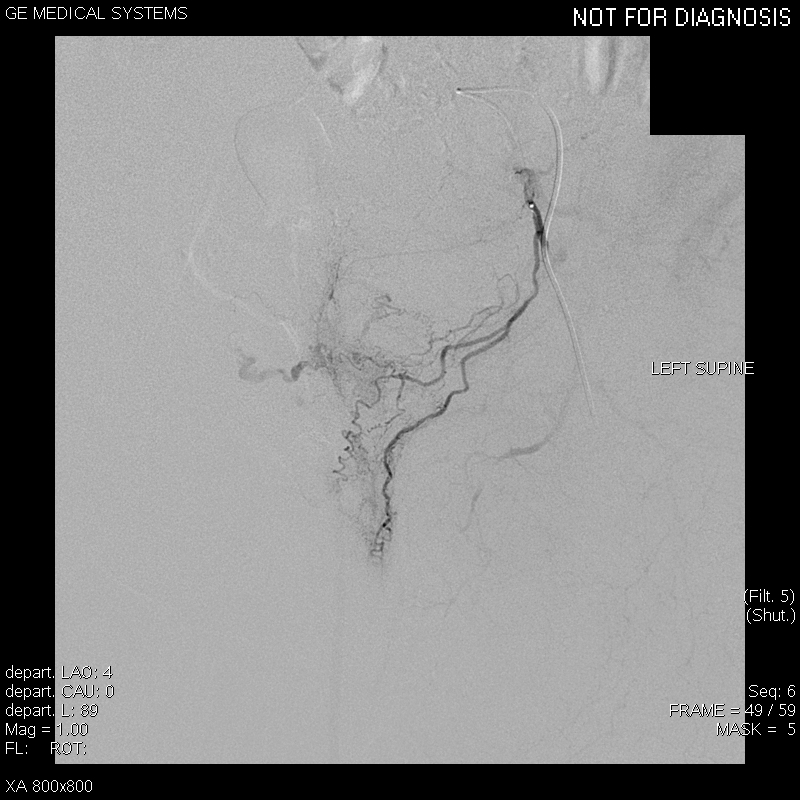 GE MEDICAL SYSTEMS
NOT FOR DIAGNOSIS
LEFT SUPINE
(Filt. 5)
(Shut.)
depart. LAO: 4
depart. CAU: 0
depart. L: 89
Mag = 1.00
FL: ROT:
Seq: 6
FRAME = 49 / 59
MASK = 5
XA 800x800